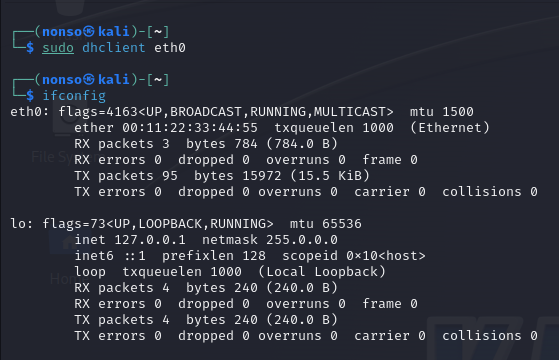 ┌──(nonso㉿kali)-[~]
└─$ sudo dhclient eth0
┌──(nonso㉿kali)-[~]
└─$ ifconfig
eth0: flags=4163<UP,BROADCAST,RUNNING,MULTICAST>  mtu 1500
        ether 00:11:22:33:44:55  txqueuelen 1000  (Ethernet)
        RX packets 3  bytes 784 (784.0 B)
        RX errors 0  dropped 0  overruns 0  frame 0
        TX packets 95  bytes 15972 (15.5 KiB)
        TX errors 0  dropped 0 overruns 0  carrier 0  collisions 0
lo: flags=73<UP,LOOPBACK,RUNNING>  mtu 65536
        inet 127.0.0.1  netmask 255.0.0.0
        inet6 ::1  prefixlen 128  scopeid 0×10<host>
        loop  txqueuelen 1000  (Local Loopback)
        RX packets 4  bytes 240 (240.0 B)
        RX errors 0  dropped 0  overruns 0  frame 0
        TX packets 4  bytes 240 (240.0 B)
        TX errors 0  dropped 0 overruns 0  carrier 0  collisions 0